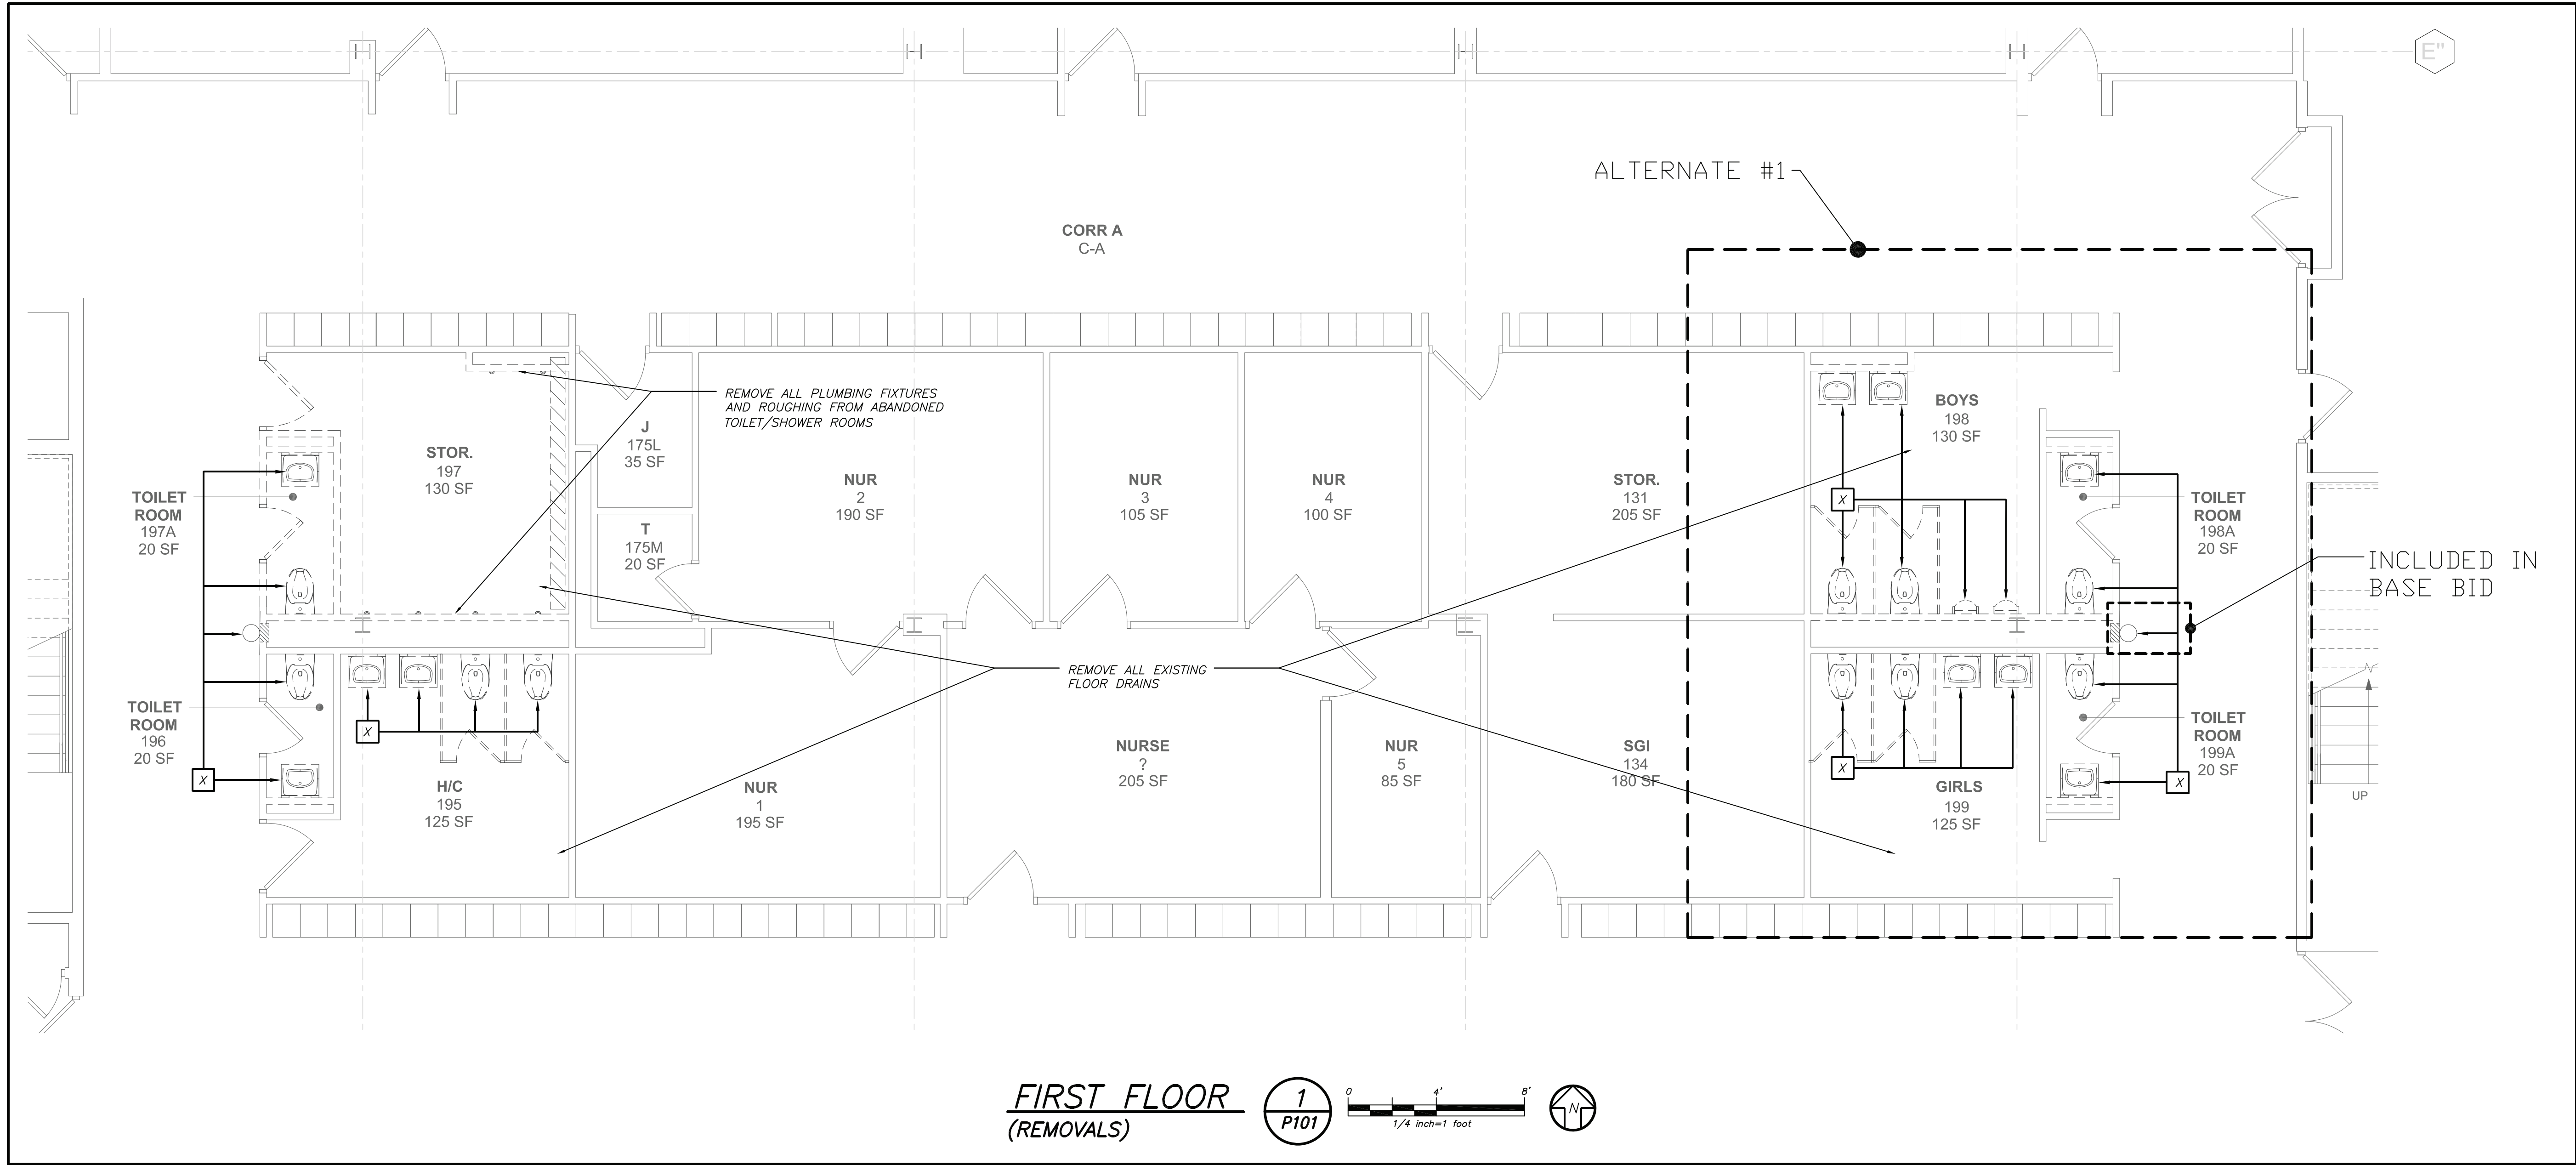 E"
ALTERNATE #1
CORR A
C-A
REMOVE ALL PLUMBING FIXTURES
AND ROUGHING FROM ABANDONED
TOILET/SHOWER ROOMS
J
175L
35 SF
BOYS
198
130 SF
STOR.
197
130 SF
NUR
2
190 SF
NUR
3
105 SF
NUR
4
100 SF
STOR.
131
205 SF
TOILET
ROOM
197A
20 SF
X
TOILET
ROOM
198A
20 SF
T
175M
20 SF
INCLUDED IN
BASE BID
REMOVE ALL EXISTING
FLOOR DRAINS
TOILET
ROOM
196
20 SF
X
X
H/C
195
125 SF
NUR
1
195 SF
NURSE
?
205 SF
NUR
5
85 SF
SGI
134
180 SF
X
GIRLS
199
125 SF
TOILET
ROOM
199A
20 SF
X
UP
FIRST FLOOR
(REMOVALS)
1
P101
0 4' 8'
1/4 inch=1 foot
N